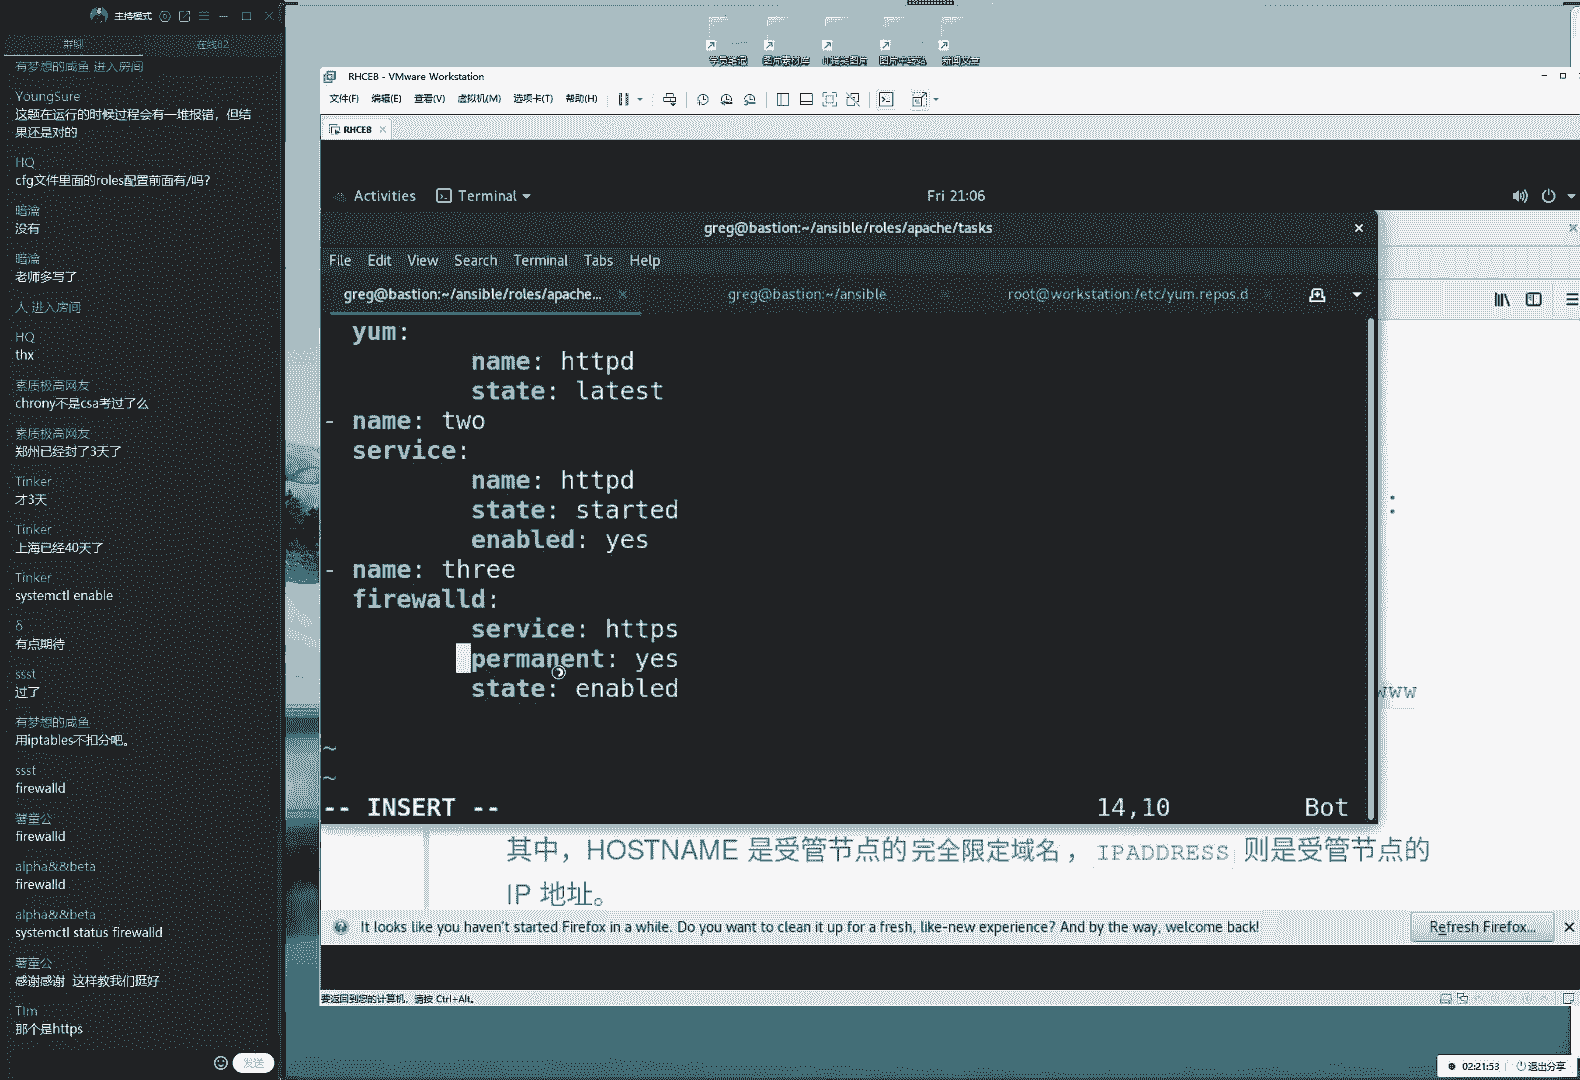 主持模式
群聊
在线82
有梦想的咸鱼 进入房间
YoungSure
这题在运行的时候过程会有一堆报错，但结
果还是对的
HQ
cfg文件里面的roles配置前面有/吗?
没有
老师多写了
人 进入房间
HQ
thx
素质极高网友
chrony不是csa考过了么
素质极高网友
郑州已经封了3天了
Tinker
才3天
Tinker
上海已经40天了
Tinker
systemctl enable
δ
有点期待
ssst
过了
有梦想的咸鱼
用iptables不扣分吧。
ssst
firewalld
薯童公
firewalld
alpha&&beta
firewalld
alpha&&beta
systemctl status firewalld
薯童公
感谢感谢 这样教我们挺好
TIm
那个是https
发送
RHCEB - VMware Workstation
文件(F) 编辑(E) 查看(V) 虚拟机(M) 选项卡(T) 帮助(H)
RHCEB
Activities Terminal
Fri 21:06
greg@bastion:~/ansible/roles/apache/tasks
File Edit View Search Terminal Tabs Help
greg@bastion:~/ansible/roles/apache...
greg@bastion:~/ansible
root@workstation:/etc/yum.repos.d
yum:
name: httpd
state: latest
- name: two
service:
name: httpd
state: started
enabled: yes
- name: three
firewalld:
service: https
permanent: yes
state: enabled
~
~
-- INSERT --
14,10
Bot
:
www
其中，HOSTNAME 是受管节点的完全限定域名， IPADDRESS 则是受管节点的
IP 地址。
It looks like you haven't started Firefox in a while. Do you want to clean it up for a fresh, like-new experience? And by the way, welcome back!
Refresh Firefox...
要返回到您的计算机，请按 Ctrl+Alt。
02:21:53
退出分享